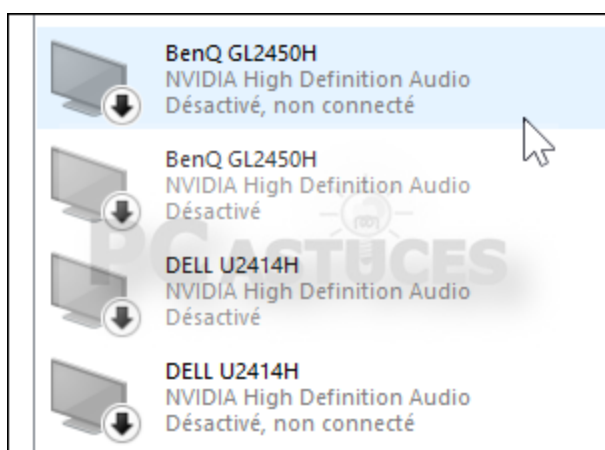 BenQ GL2450H
NVIDIA High Definition Audio
Désactivé, non connecté
BenQ GL2450H
NVIDIA High Definition Audio
Désactivé
PC ASTUCES
DELL U2414H
NVIDIA High Definition Audio
Désactivé
DELL U2414H
NVIDIA High Definition Audio
Désactivé, non connecté